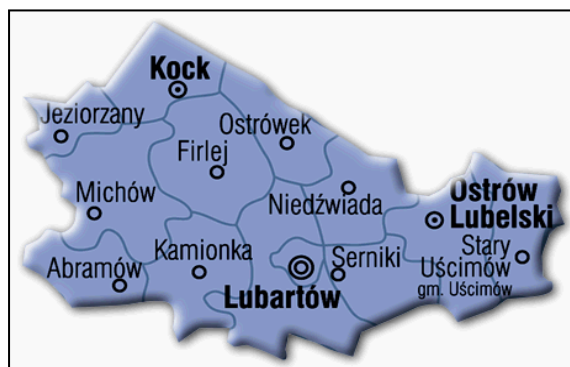 Kock
Jeziorzany
Ostrówek
Firlej
Michów
Niedźwiada
Ostrów
Lubelski
Abramów
Kamionka
Serniki
Stary
Uścimów
gm. Uścimów
Lubartów